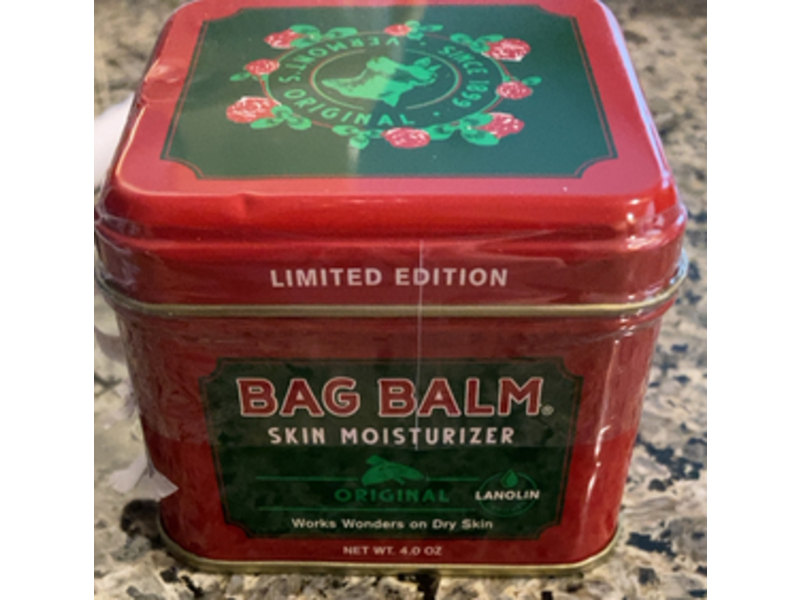 VERMONT'S ORIGINAL · SINCE 1899 ·
LIMITED EDITION
BAG BALM®
SKIN MOISTURIZER
ORIGINAL
LANOLIN
Works Wonders on Dry Skin
NET WT. 4.0 OZ